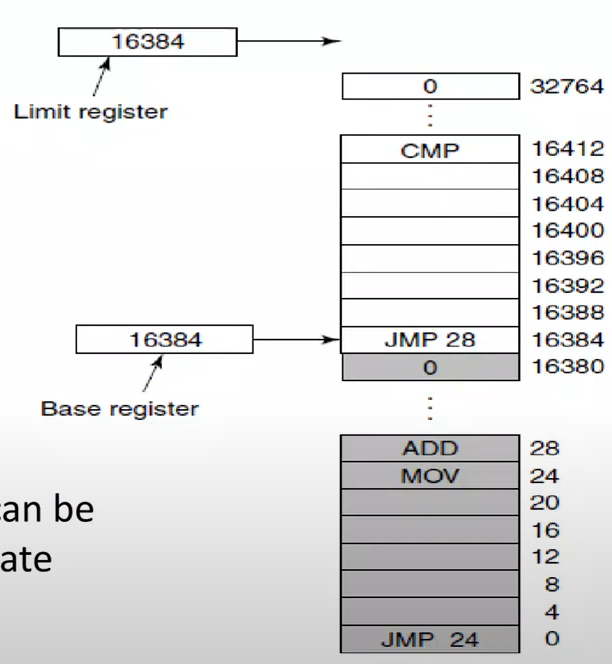 16384
Limit register
0 32764
CMP 16412
16408
16404
16400
16396
16392
16388
16384 JMP 28 16384
0 16380
Base register
ADD 28
MOV 24
20
can be
16
ate
12
8
4
JMP 24 0